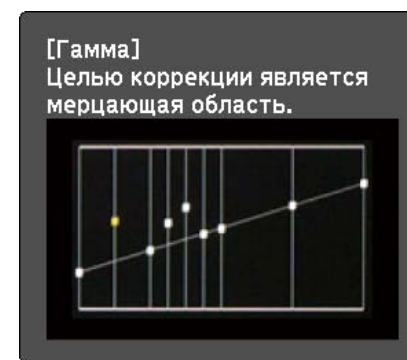 [Гамма]
Целью коррекции является
мерцающая область.